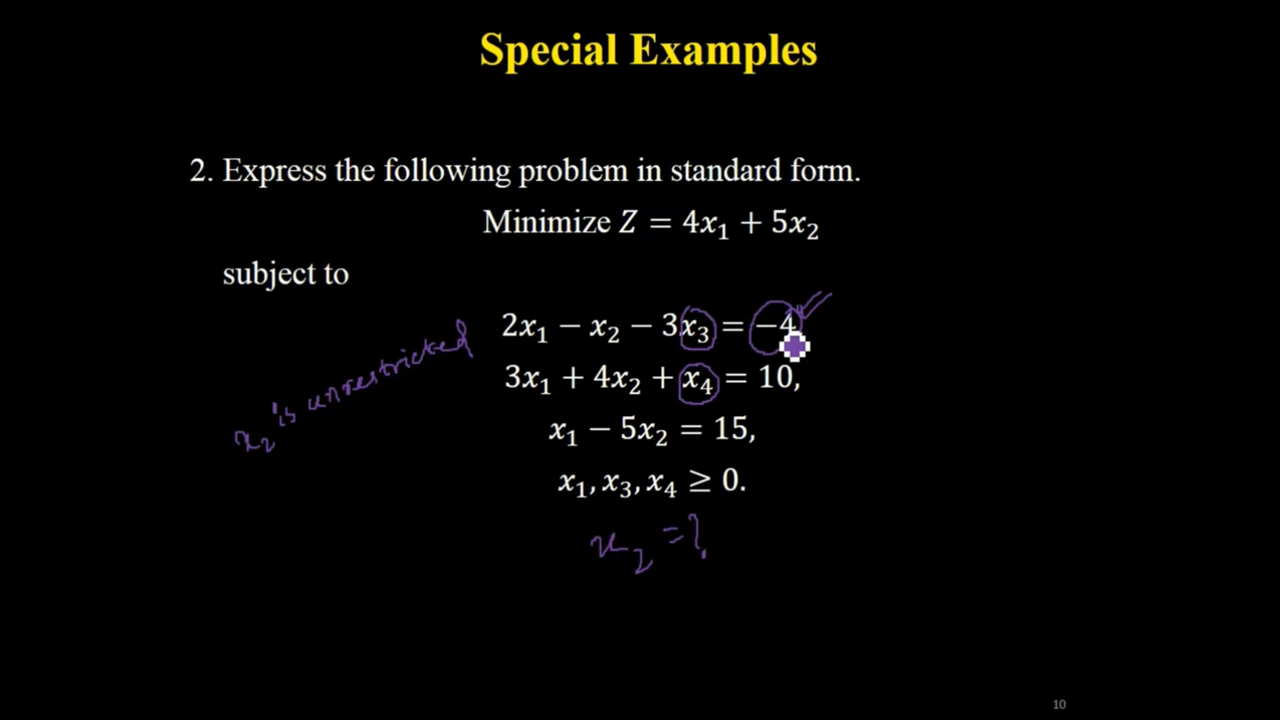 Special Examples
2. Express the following problem in standard form.
Minimize Z = 4x₁ + 5x₂
subject to
2x₁ − x₂ − 3x₃ = −4
3x₁ + 4x₂ + x₄ = 10,
x₁ − 5x₂ = 15,
x₁, x₃, x₄ ≥ 0.
x₂ is unrestricted
x₂ = ?
10